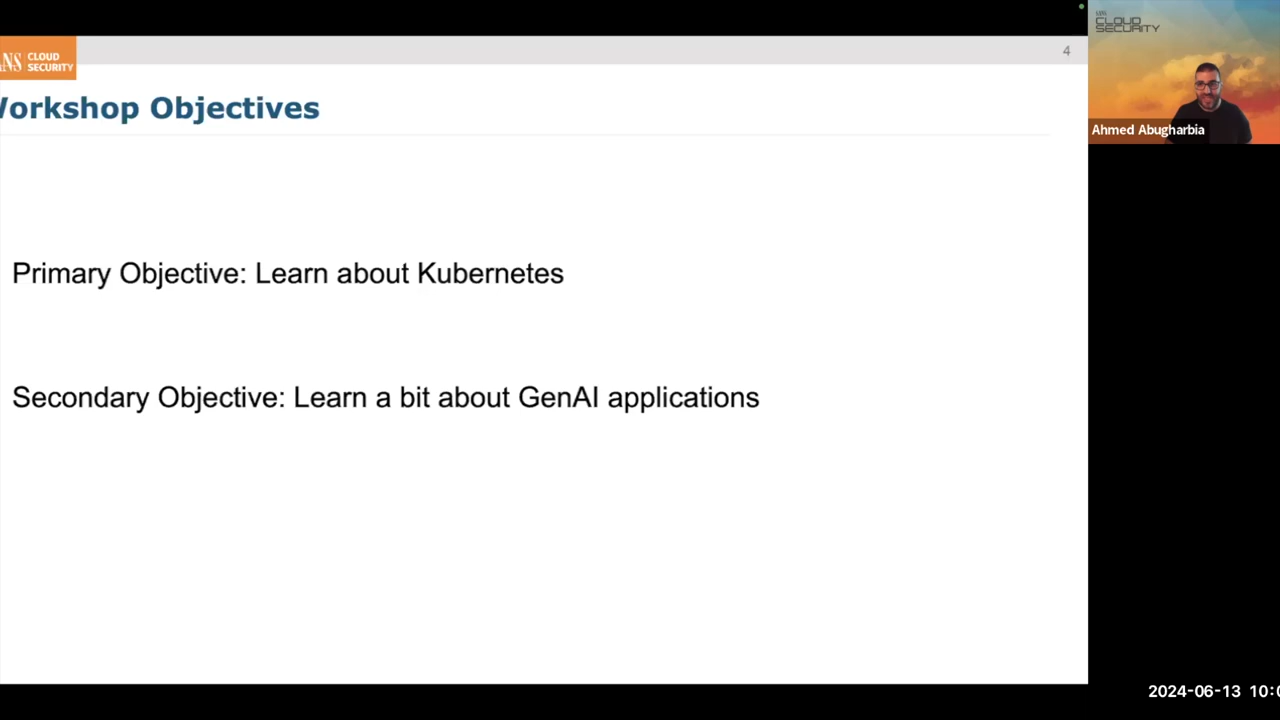 CLOUD
SECURITY
4
Workshop Objectives
Primary Objective: Learn about Kubernetes
Secondary Objective: Learn a bit about GenAI applications
CLOUD
SECURITY
Ahmed Abugharbia
2024-06-13 10:0